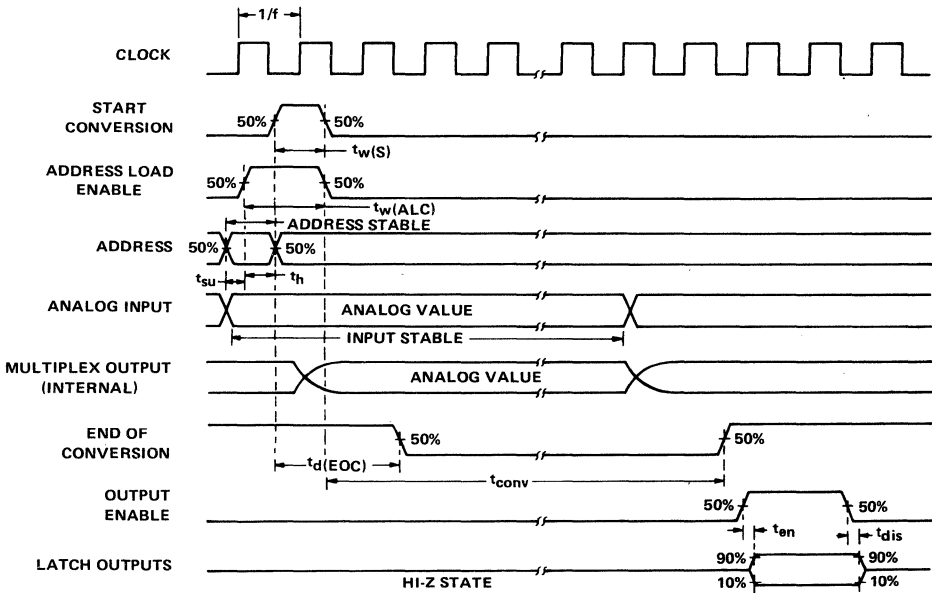 1/f
CLOCK
START
CONVERSION
50%
50%
tw(S)
ADDRESS LOAD
ENABLE
50%
50%
tw(ALC)
ADDRESS STABLE
ADDRESS
50%
50%
tsu
th
ANALOG INPUT
ANALOG VALUE
INPUT STABLE
MULTIPLEX OUTPUT
(INTERNAL)
ANALOG VALUE
END OF
CONVERSION
50%
50%
td(EOC)
tconv
OUTPUT
ENABLE
50%
50%
ten
tdis
LATCH OUTPUTS
90%
90%
HI-Z STATE
10%
10%